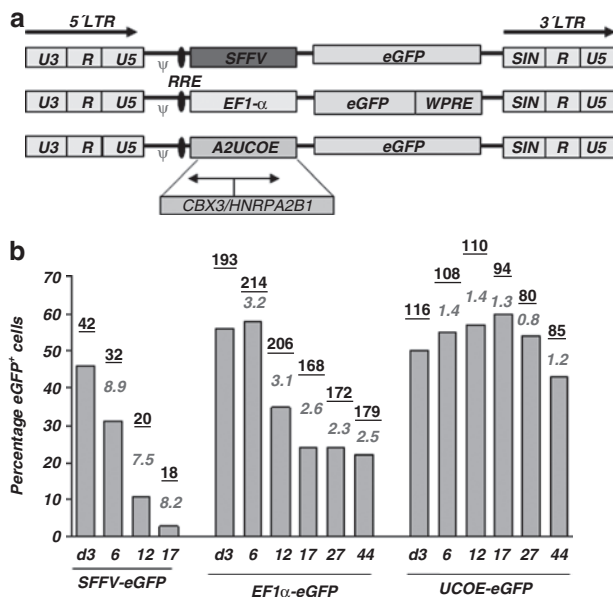 a
5´LTR 3´LTR
U3 R U5 ψ SFFV eGFP SIN R U5
RRE
U3 R U5 ψ EF1-α eGFP WPRE SIN R U5
U3 R U5 ψ A2UCOE eGFP SIN R U5
CBX3/HNRPA2B1
b
Percentage eGFP+ cells
70
60
50
40
30
20
10
0
42 32 20 18
8.9 7.5 8.2
193 214 206 168 172 179
3.2 3.1 2.6 2.3 2.5
116 108 110 94 80 85
1.4 1.4 1.3 0.8 1.2
d3 6 12 17 d3 6 12 17 27 44 d3 6 12 17 27 44
SFFV-eGFP EF1α-eGFP UCOE-eGFP